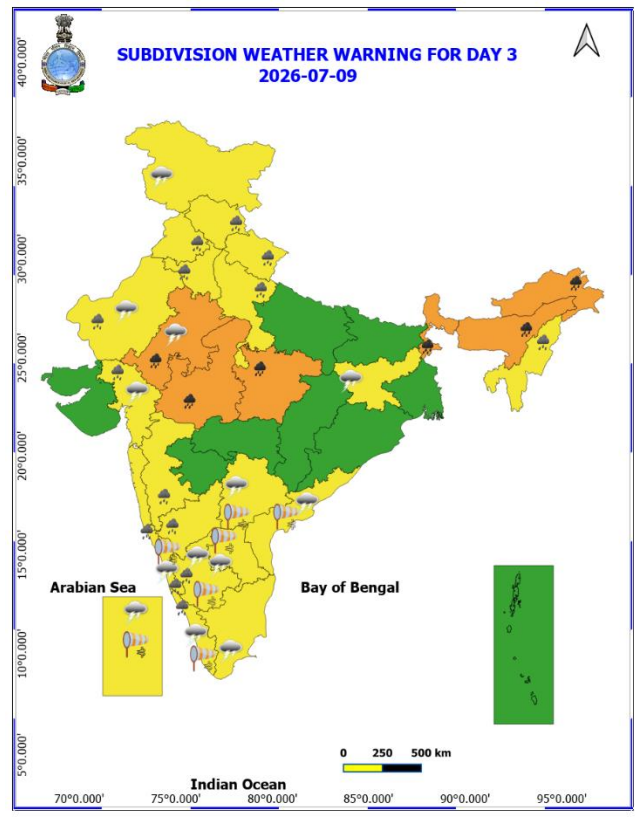 SUBDIVISION WEATHER WARNING FOR DAY 3
2026-07-09
40°0.000'
35°0.000'
30°0.000'
25°0.000'
20°0.000'
15°0.000'
10°0.000'
5°0.000'
Arabian Sea
Bay of Bengal
0 250 500 km
Indian Ocean
70°0.000' 75°0.000' 80°0.000' 85°0.000' 90°0.000' 95°0.000'